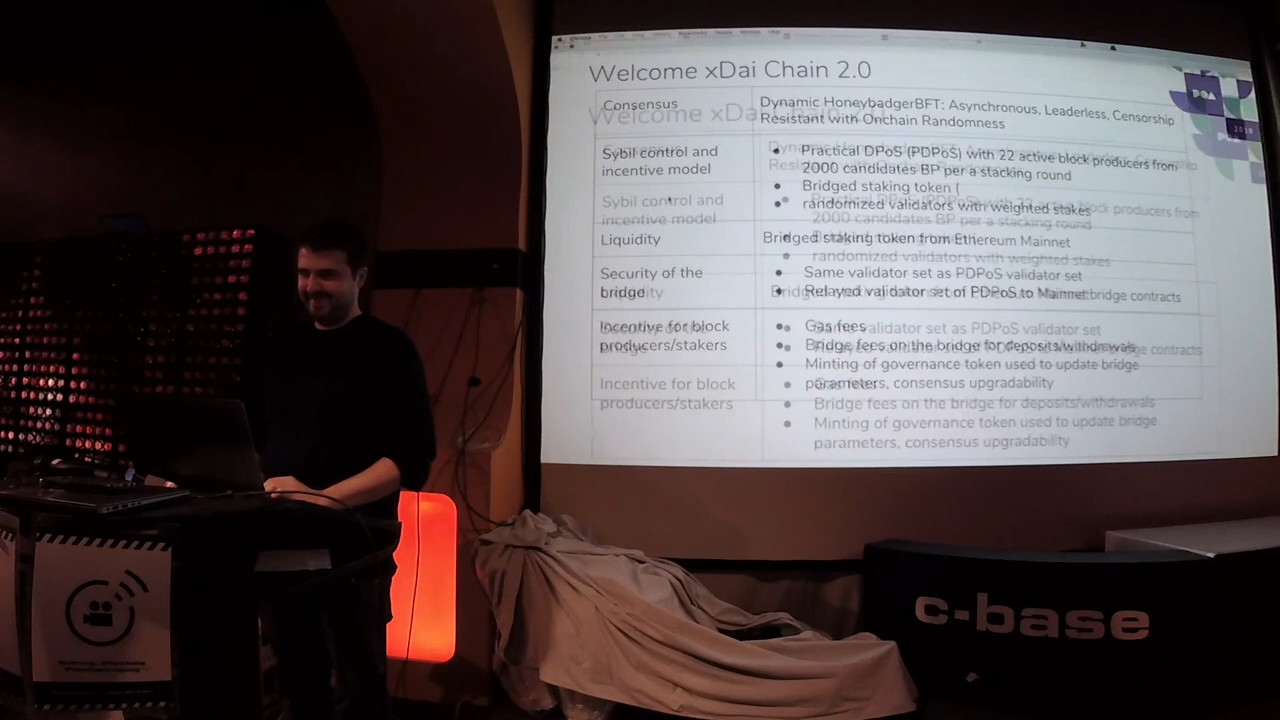 Welcome xDai Chain 2.0
Consensus
Dynamic HoneybadgerBFT: Asynchronous, Leaderless, Censorship
Resistant with Onchain Randomness
Sybil control and
incentive model
Practical DPoS (PDPoS) with 22 active block producers from
2000 candidates BP per a stacking round
Bridged staking token (
randomized validators with weighted stakes
Liquidity
Bridged staking token from Ethereum Mainnet
Security of the
bridge
Same validator set as PDPoS validator set
Relayed validator set of PDPoS to Mainnet bridge contracts
Incentive for block
producers/stakers
Gas fees
Bridge fees on the bridge for deposits/withdrawals
Minting of governance token used to update bridge
parameters, consensus upgradability
POA
2019
c-base